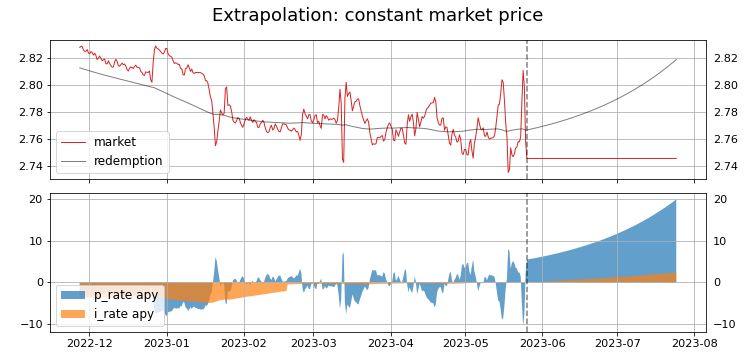 Extrapolation: constant market price
2.82 2.82
2.80 2.80
2.78 2.78
2.76 2.76
2.74 2.74
market
redemption
20 20
10 10
0 0
−10 −10
p_rate apy
i_rate apy
2022-12 2023-01 2023-02 2023-03 2023-04 2023-05 2023-06 2023-07 2023-08